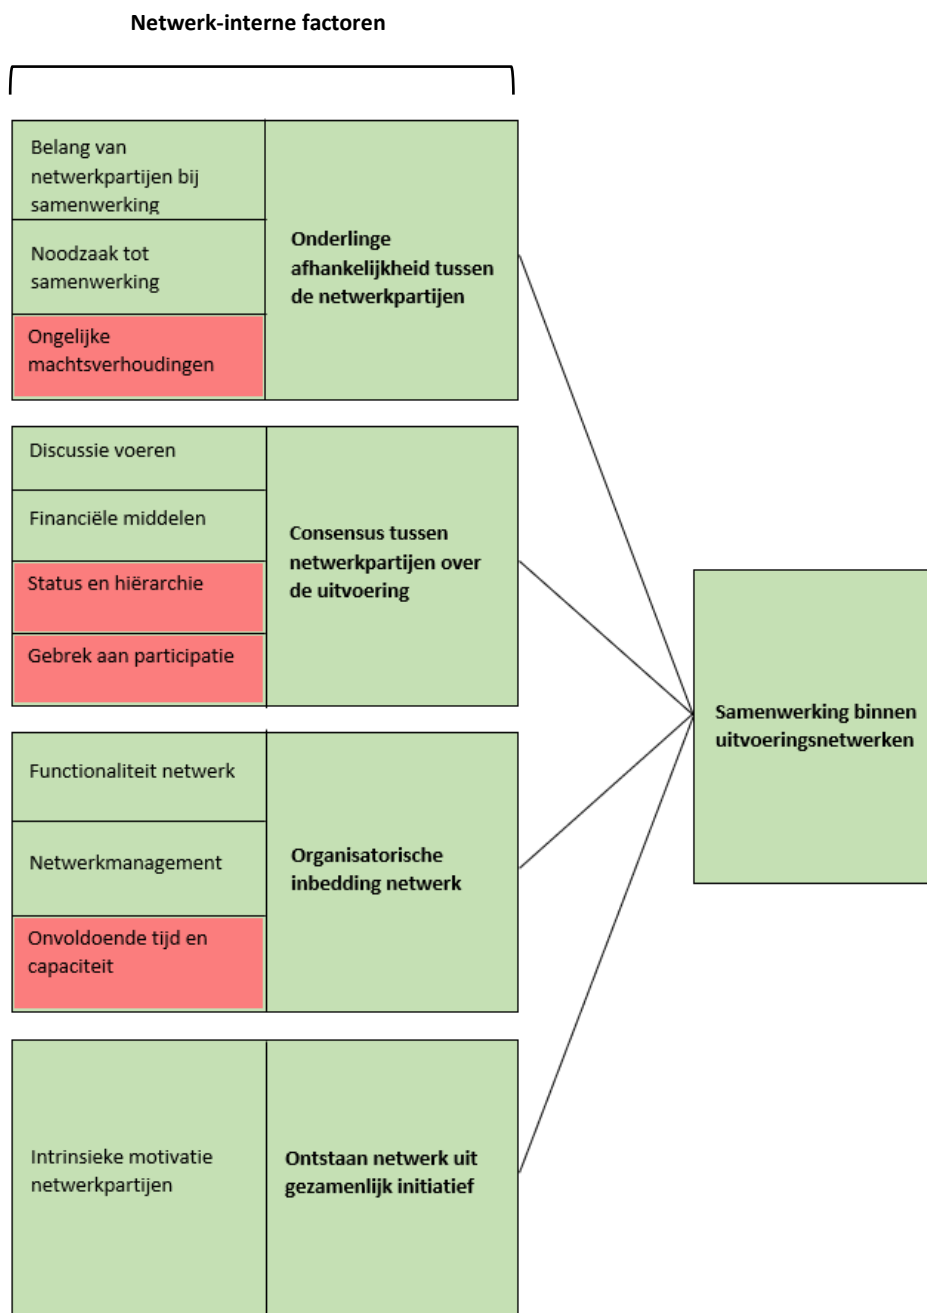 Netwerk-interne factoren
Belang van
netwerkpartijen bij
samenwerking
Noodzaak tot
samenwerking
Ongelijke
machtsverhoudingen
Onderlinge
afhankelijkheid tussen
de netwerkpartijen
Discussie voeren
Financiële middelen
Status en hiërarchie
Gebrek aan participatie
Consensus tussen
netwerkpartijen over
de uitvoering
Functionaliteit netwerk
Netwerkmanagement
Onvoldoende tijd en
capaciteit
Organisatorische
inbedding netwerk
Intrinsieke motivatie
netwerkpartijen
Ontstaan netwerk uit
gezamenlijk initiatief
Samenwerking binnen
uitvoeringsnetwerken